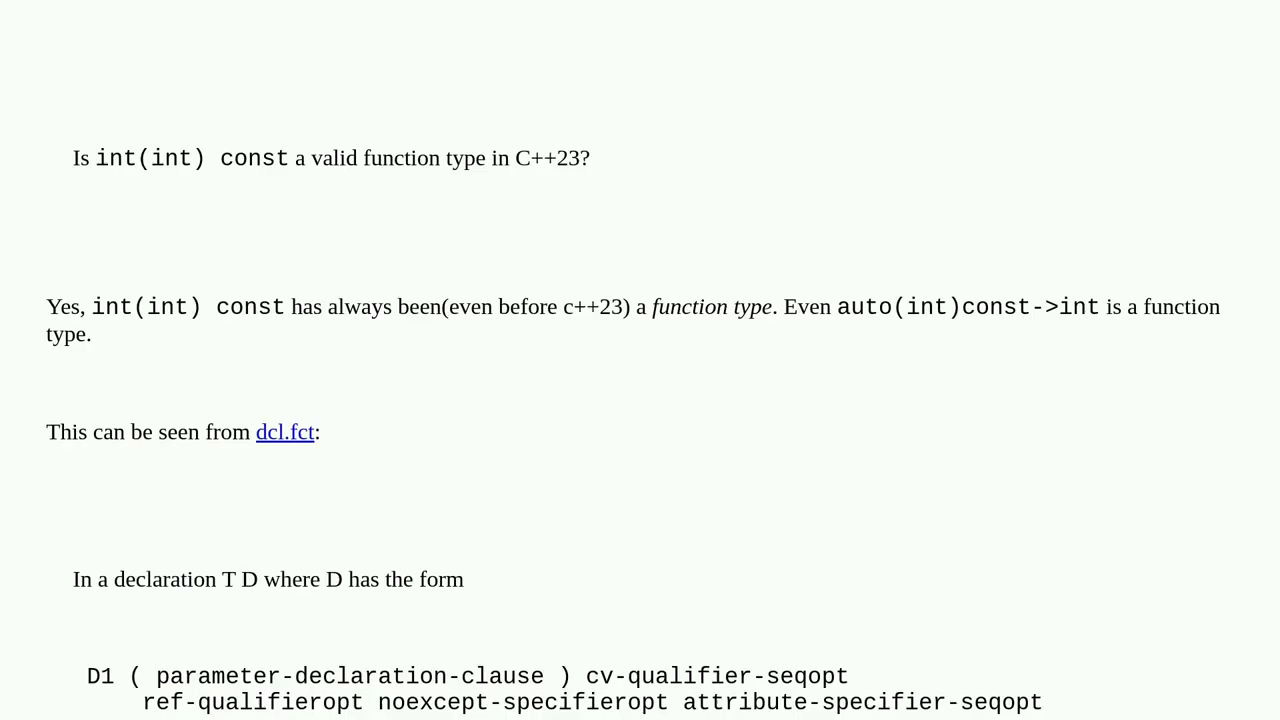 Is int(int) const a valid function type in C++23?
Yes, int(int) const has always been(even before c++23) a function type. Even auto(int)const->int is a function
type.
This can be seen from dcl.fct:
In a declaration T D where D has the form
D1 ( parameter-declaration-clause ) cv-qualifier-seqopt
ref-qualifieropt noexcept-specifieropt attribute-specifier-seqopt